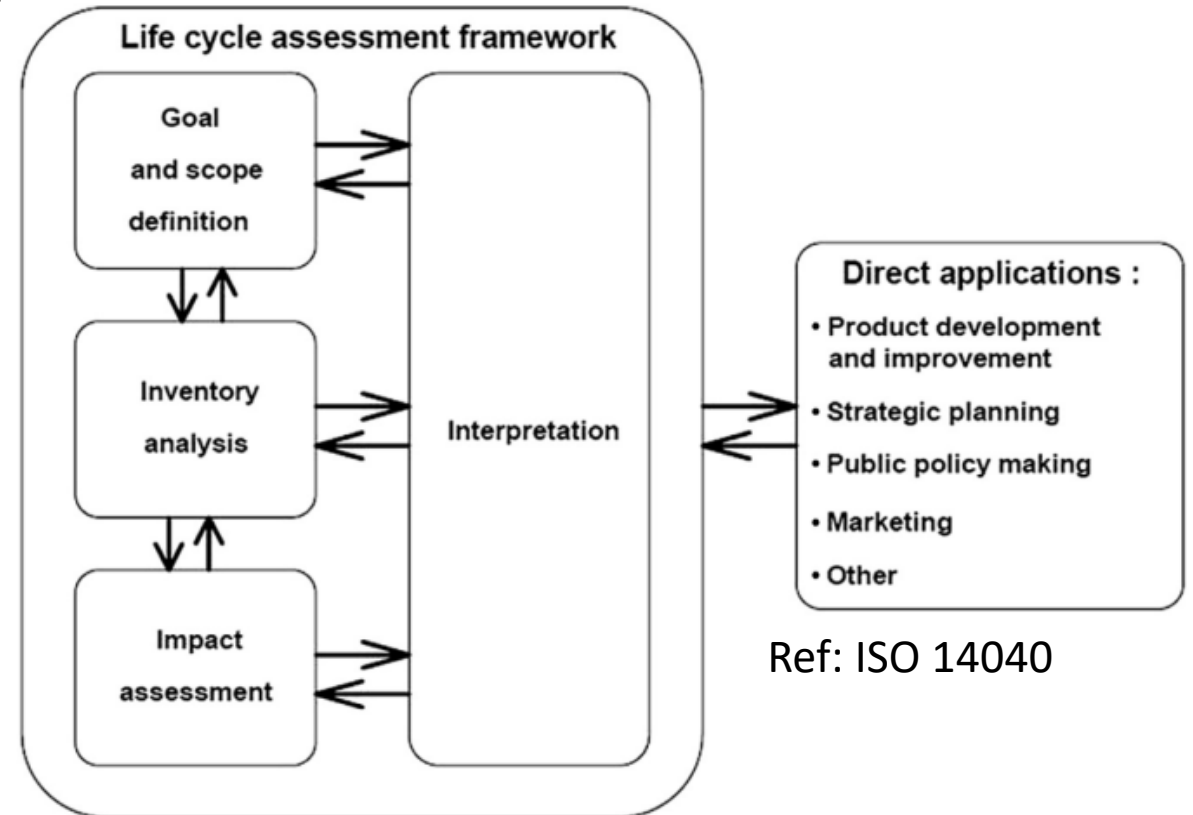 Life cycle assessment framework
Goal
and scope
definition
Inventory
analysis
Impact
assessment
Interpretation
Direct applications :
• Product development
and improvement
• Strategic planning
• Public policy making
• Marketing
• Other
Ref: ISO 14040